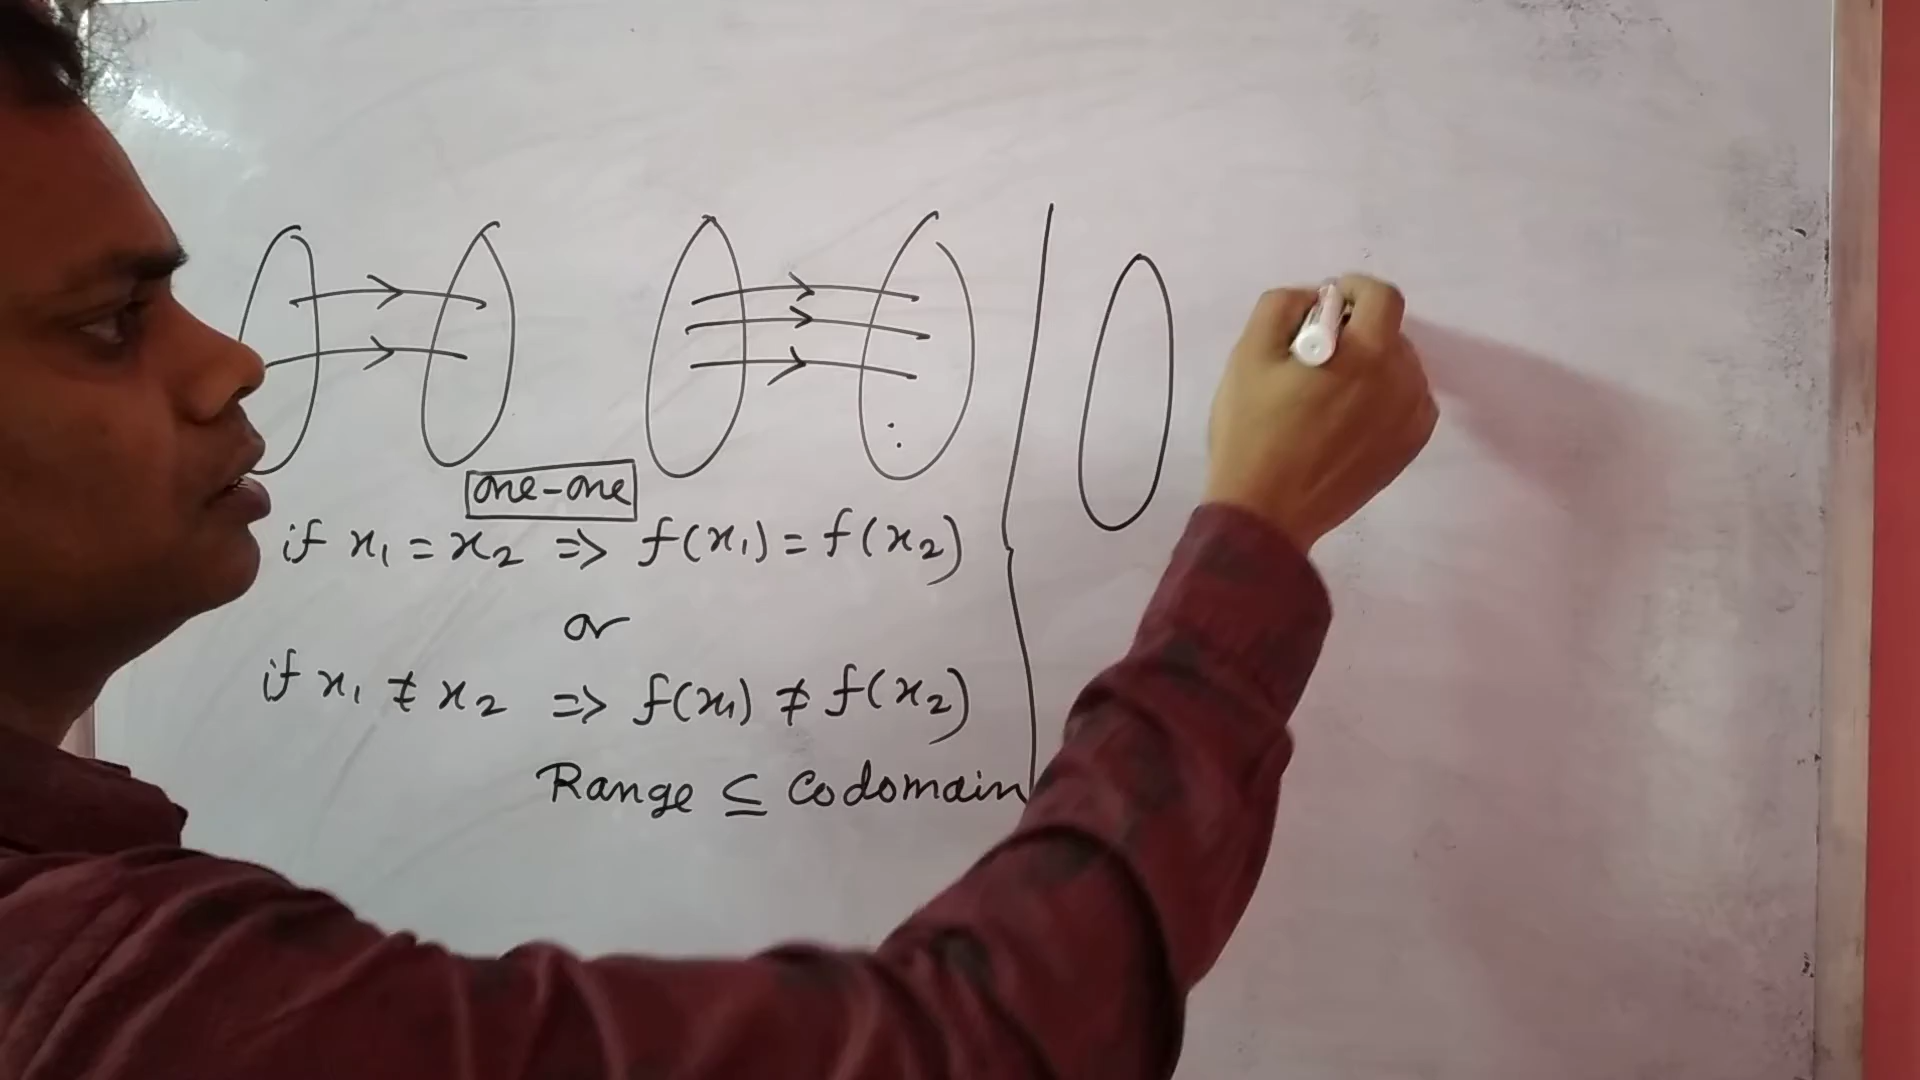 one-one
if x₁ = x₂ => f(x₁) = f(x₂)
or
if x₁ ≠ x₂ => f(x₁) ≠ f(x₂)
Range ⊆ Codomain